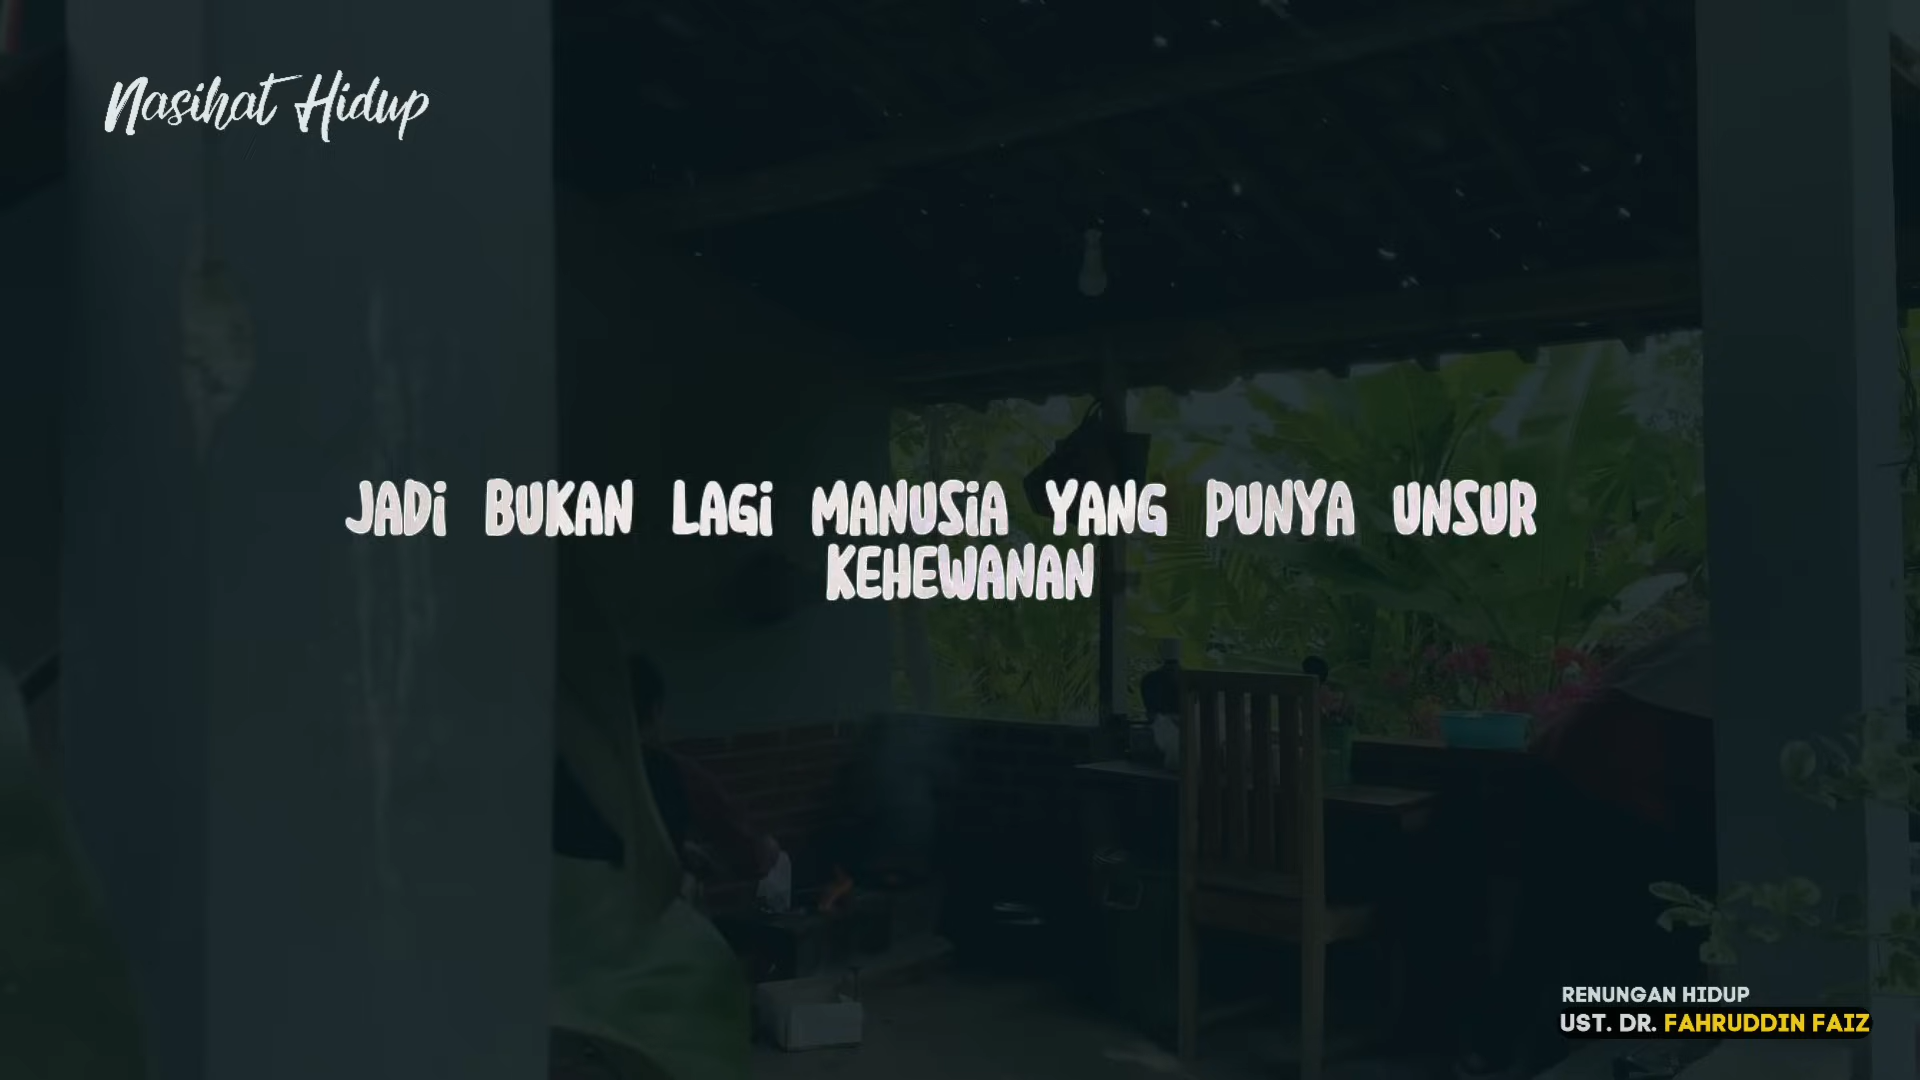 Nasihat Hidup
JADI BUKAN LAGI MANUSIA YANG PUNYA UNSUR
KEHEWANAN
RENUNGAN HIDUP
UST. DR. FAHRUDDIN FAIZ